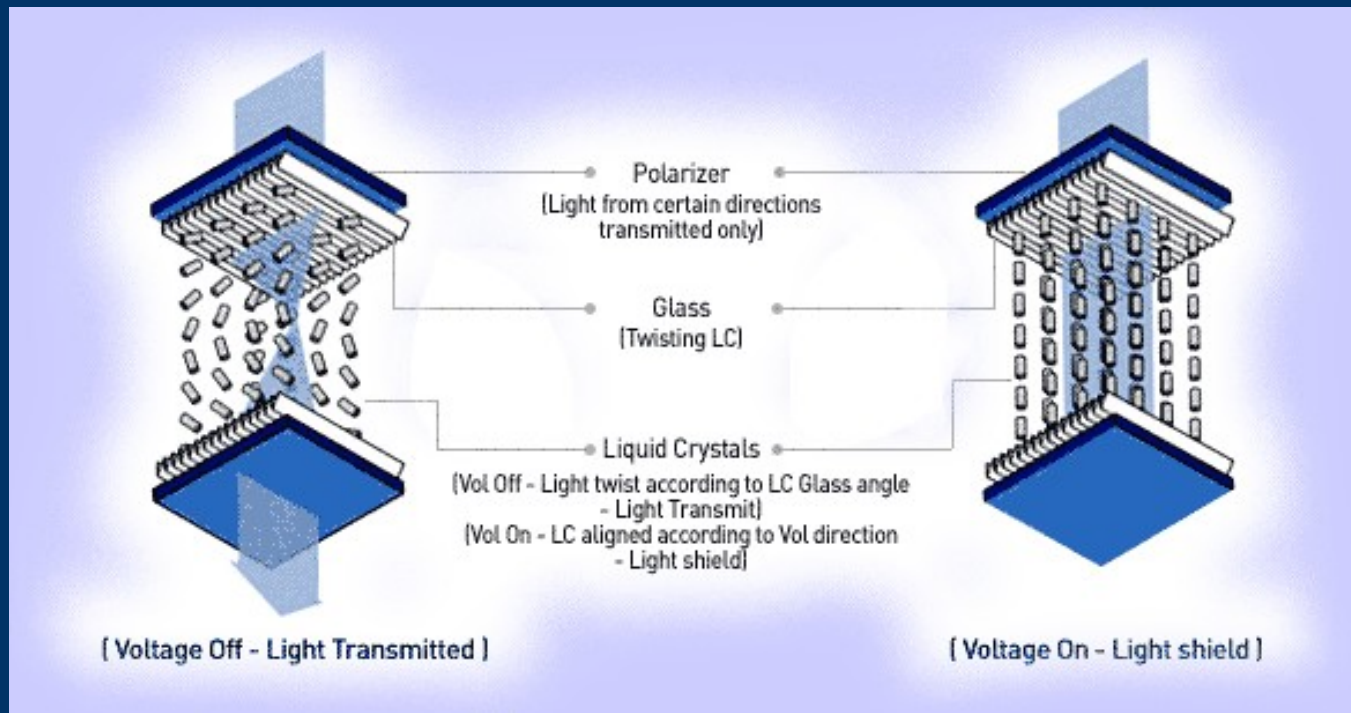 Polarizer
(Light from certain directions
transmitted only)
Glass
(Twisting LC)
Liquid Crystals
(Vol Off - Light twist according to LC Glass angle
- Light Transmit)
(Vol On - LC aligned according to Vol direction
- Light shield)
( Voltage Off - Light Transmitted )
( Voltage On - Light shield )